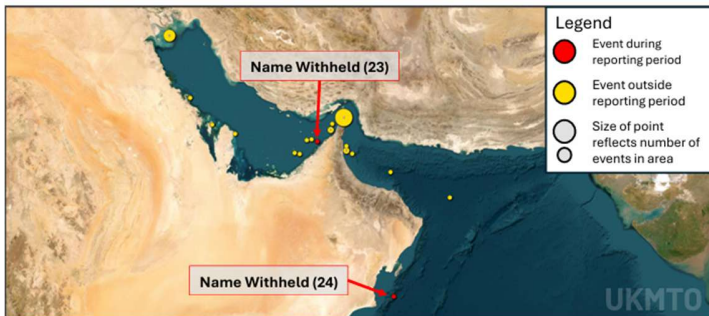 Legend
Event during
reporting period
Event outside
reporting period
Size of point
reflects number of
events in area
Name Withheld (23)
Name Withheld (24)
UKMTO